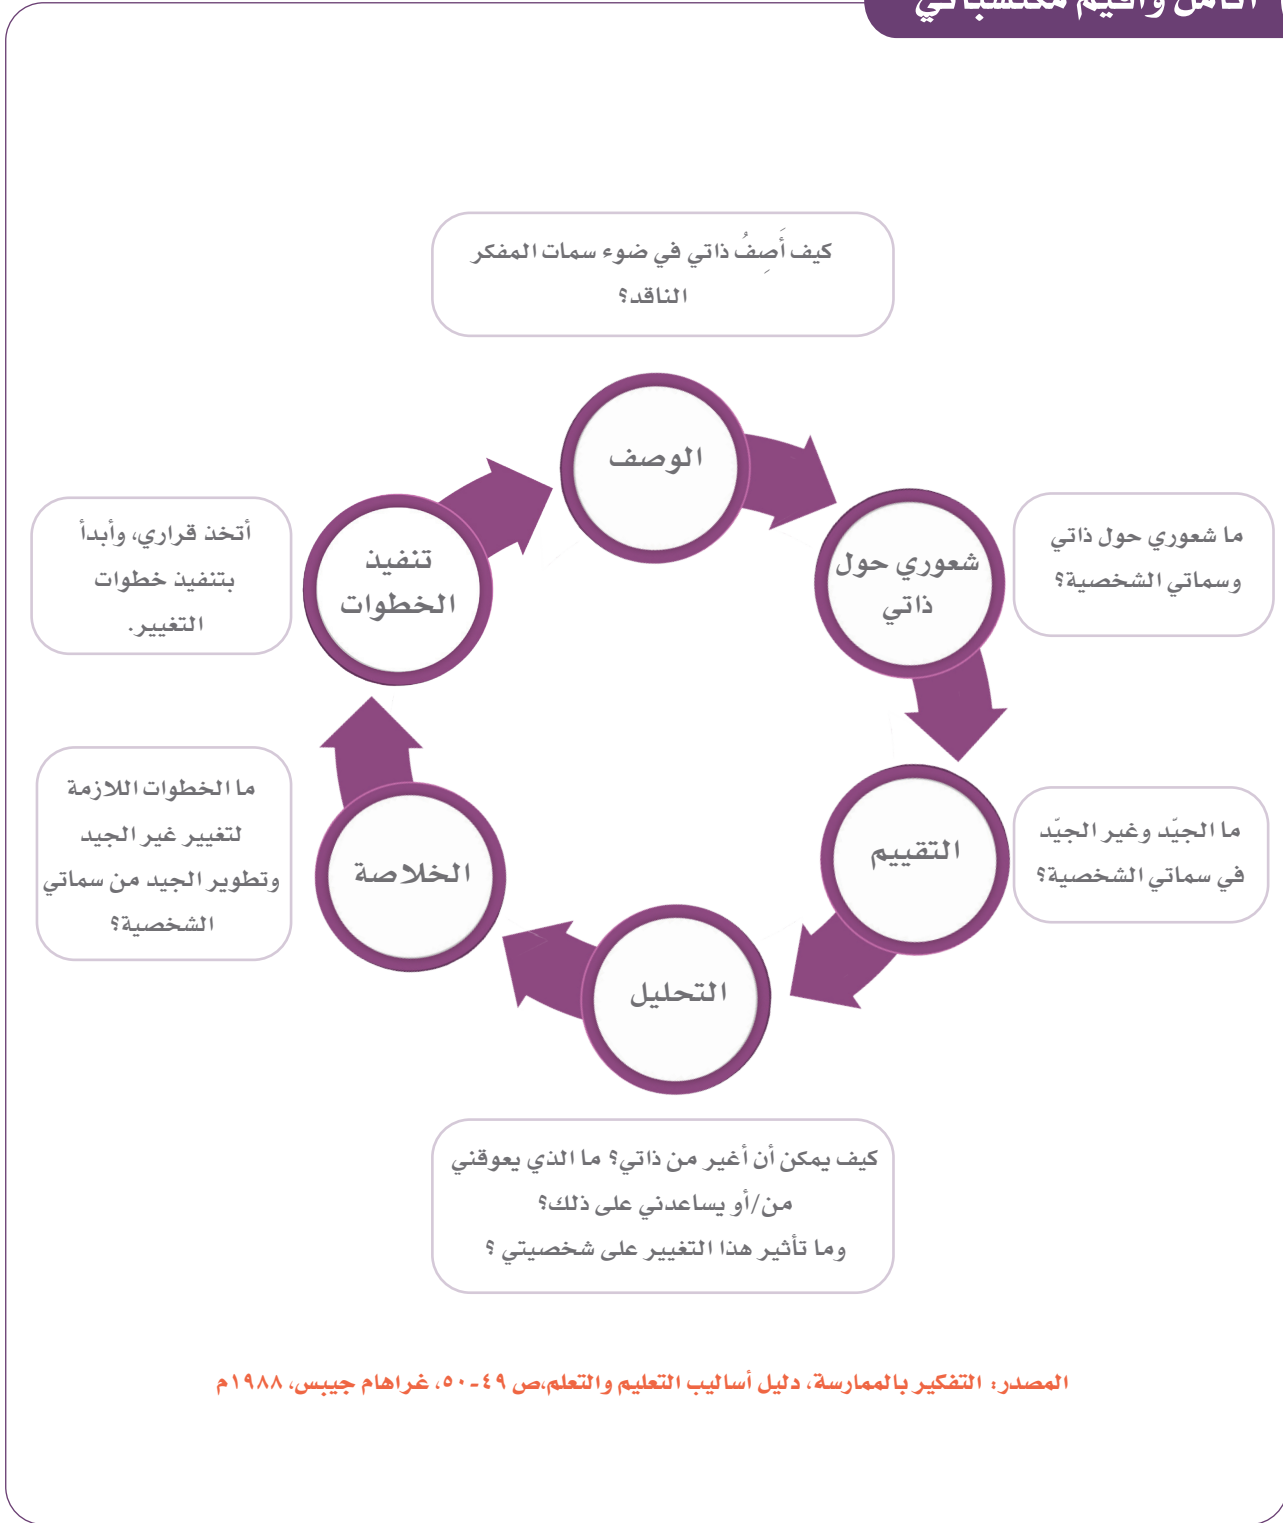 أتأمل وأقيم مكتسباتي
كيف أَصِفُ ذاتي في ضوء سمات المفكر
الناقد؟
الوصف
شعوري حول
ذاتي
ما شعوري حول ذاتي
وسماتي الشخصية؟
التقييم
ما الجيّد وغير الجيّد
في سماتي الشخصية؟
التحليل
كيف يمكن أن أغير من ذاتي؟ ما الذي يعوقني
من/أو يساعدني على ذلك؟
وما تأثير هذا التغيير على شخصيتي ؟
الخلاصة
ما الخطوات اللازمة
لتغيير غير الجيد
وتطوير الجيد من سماتي
الشخصية؟
تنفيذ
الخطوات
أتخذ قراري، وأبدأ
بتنفيذ خطوات
التغيير.
المصدر: التفكير بالممارسة، دليل أساليب التعليم والتعلم،ص ٤٩-٥٠، غراهام جيبس، ١٩٨٨م